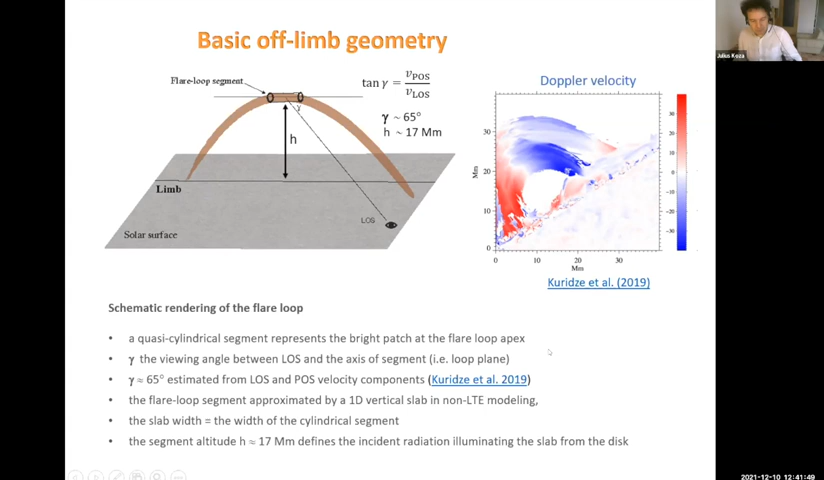 Basic off-limb geometry
Flare-loop segment
tan γ = vPOS / vLOS
γ
γ ~ 65°
h ~ 17 Mm
h
Limb
LOS
Solar surface
Doppler velocity
30
20
10
0
Mm
0 10 20 30
Mm
30
20
10
0
-10
-20
-30
Kuridze et al. (2019)
Schematic rendering of the flare loop
• a quasi-cylindrical segment represents the bright patch at the flare loop apex
• γ the viewing angle between LOS and the axis of segment (i.e. loop plane)
• γ ≈ 65° estimated from LOS and POS velocity components (Kuridze et al. 2019)
• the flare-loop segment approximated by a 1D vertical slab in non-LTE modeling,
• the slab width = the width of the cylindrical segment
• the segment altitude h ≈ 17 Mm defines the incident radiation illuminating the slab from the disk
Július Koza
2021-12-10 12:41:49